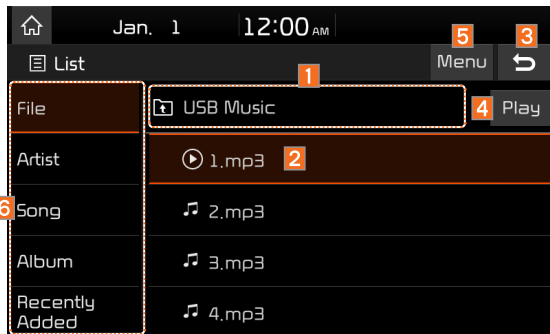 Jan. 1 12:00 AM
List
5
Menu
3
1
File
USB Music
4
Play
Artist
1.mp3
2
6
Song
2.mp3
Album
3.mp3
Recently
Added
4.mp3